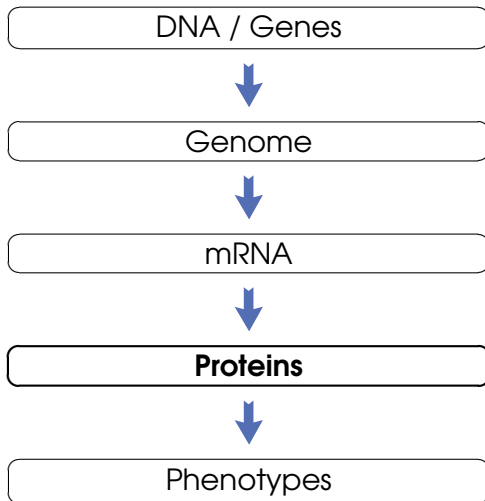 DNA / Genes
Genome
mRNA
Proteins
Phenotypes